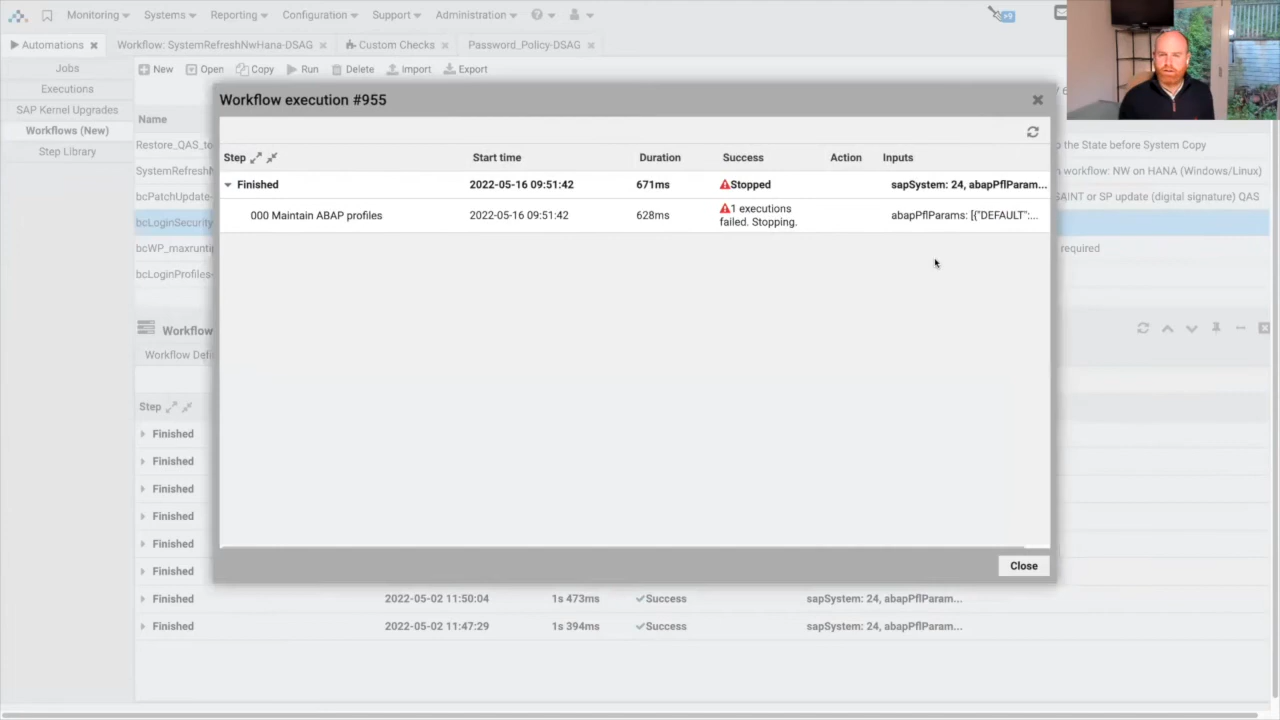 Monitoring Systems Reporting Configuration Support Administration
+9
Automations Workflow: SystemRefreshNwHana-DSAG Custom Checks Password_Policy-DSAG
Jobs
Executions
SAP Kernel Upgrades
Workflows (New)
Step Library
New Open Copy Run Delete Import Export
Name
Restore_QAS_to
o the State before System Copy
SystemRefreshN
n workflow: NW on HANA (Windows/Linux)
bcPatchUpdate-
SAINT or SP update (digital signature) QAS
bcLoginSecurity
bcWP_maxrunti
required
bcLoginProfiles-
Workflow execution #955
Step Start time Duration Success Action Inputs
Finished 2022-05-16 09:51:42 671ms Stopped sapSystem: 24, abapPflParam...
000 Maintain ABAP profiles 2022-05-16 09:51:42 628ms 1 executions failed. Stopping. abapPflParams: [{"DEFAULT":...
Close
Workflow
Workflow Defi
Step
Finished
Finished
Finished
Finished
Finished
Finished
Finished 2022-05-02 11:50:04 1s 473ms Success sapSystem: 24, abapPflParam...
Finished 2022-05-02 11:47:29 1s 394ms Success sapSystem: 24, abapPflParam...